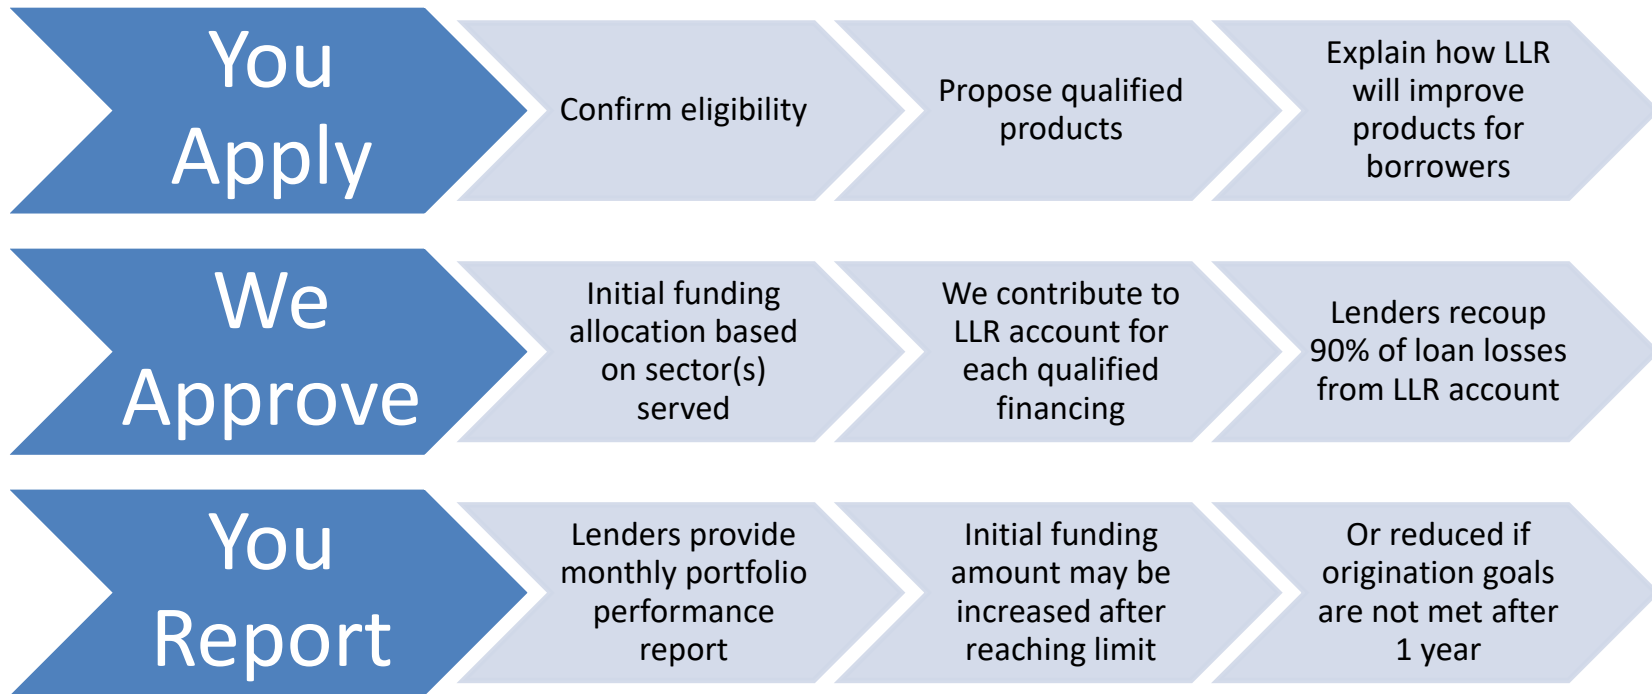 You
Apply
Confirm eligibility
Propose qualified
products
Explain how LLR
will improve
products for
borrowers
We
Approve
Initial funding
allocation based
on sector(s)
served
We contribute to
LLR account for
each qualified
financing
Lenders recoup
90% of loan losses
from LLR account
You
Report
Lenders provide
monthly portfolio
performance
report
Initial funding
amount may be
increased after
reaching limit
Or reduced if
origination goals
are not met after
1 year